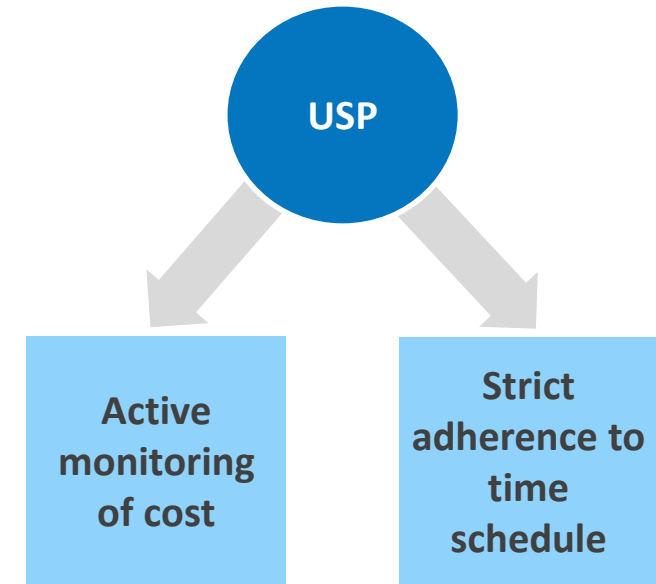 USP
Active
monitoring
of cost
Strict
adherence to
time
schedule